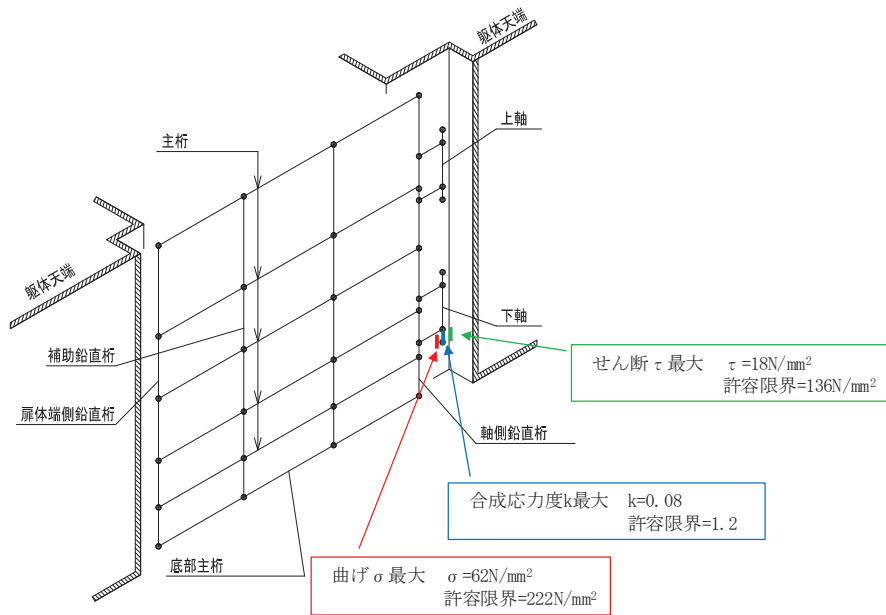 躯体天端
上軸
主桁
躯体天端
下軸
補助鉛直桁
扉体端側鉛直桁
軸側鉛直桁
底部主桁
せん断τ最大 τ=18N/mm²
許容限界=136N/mm²
合成応力度k最大 k=0.08
許容限界=1.2
曲げσ最大 σ=62N/mm²
許容限界=222N/mm²